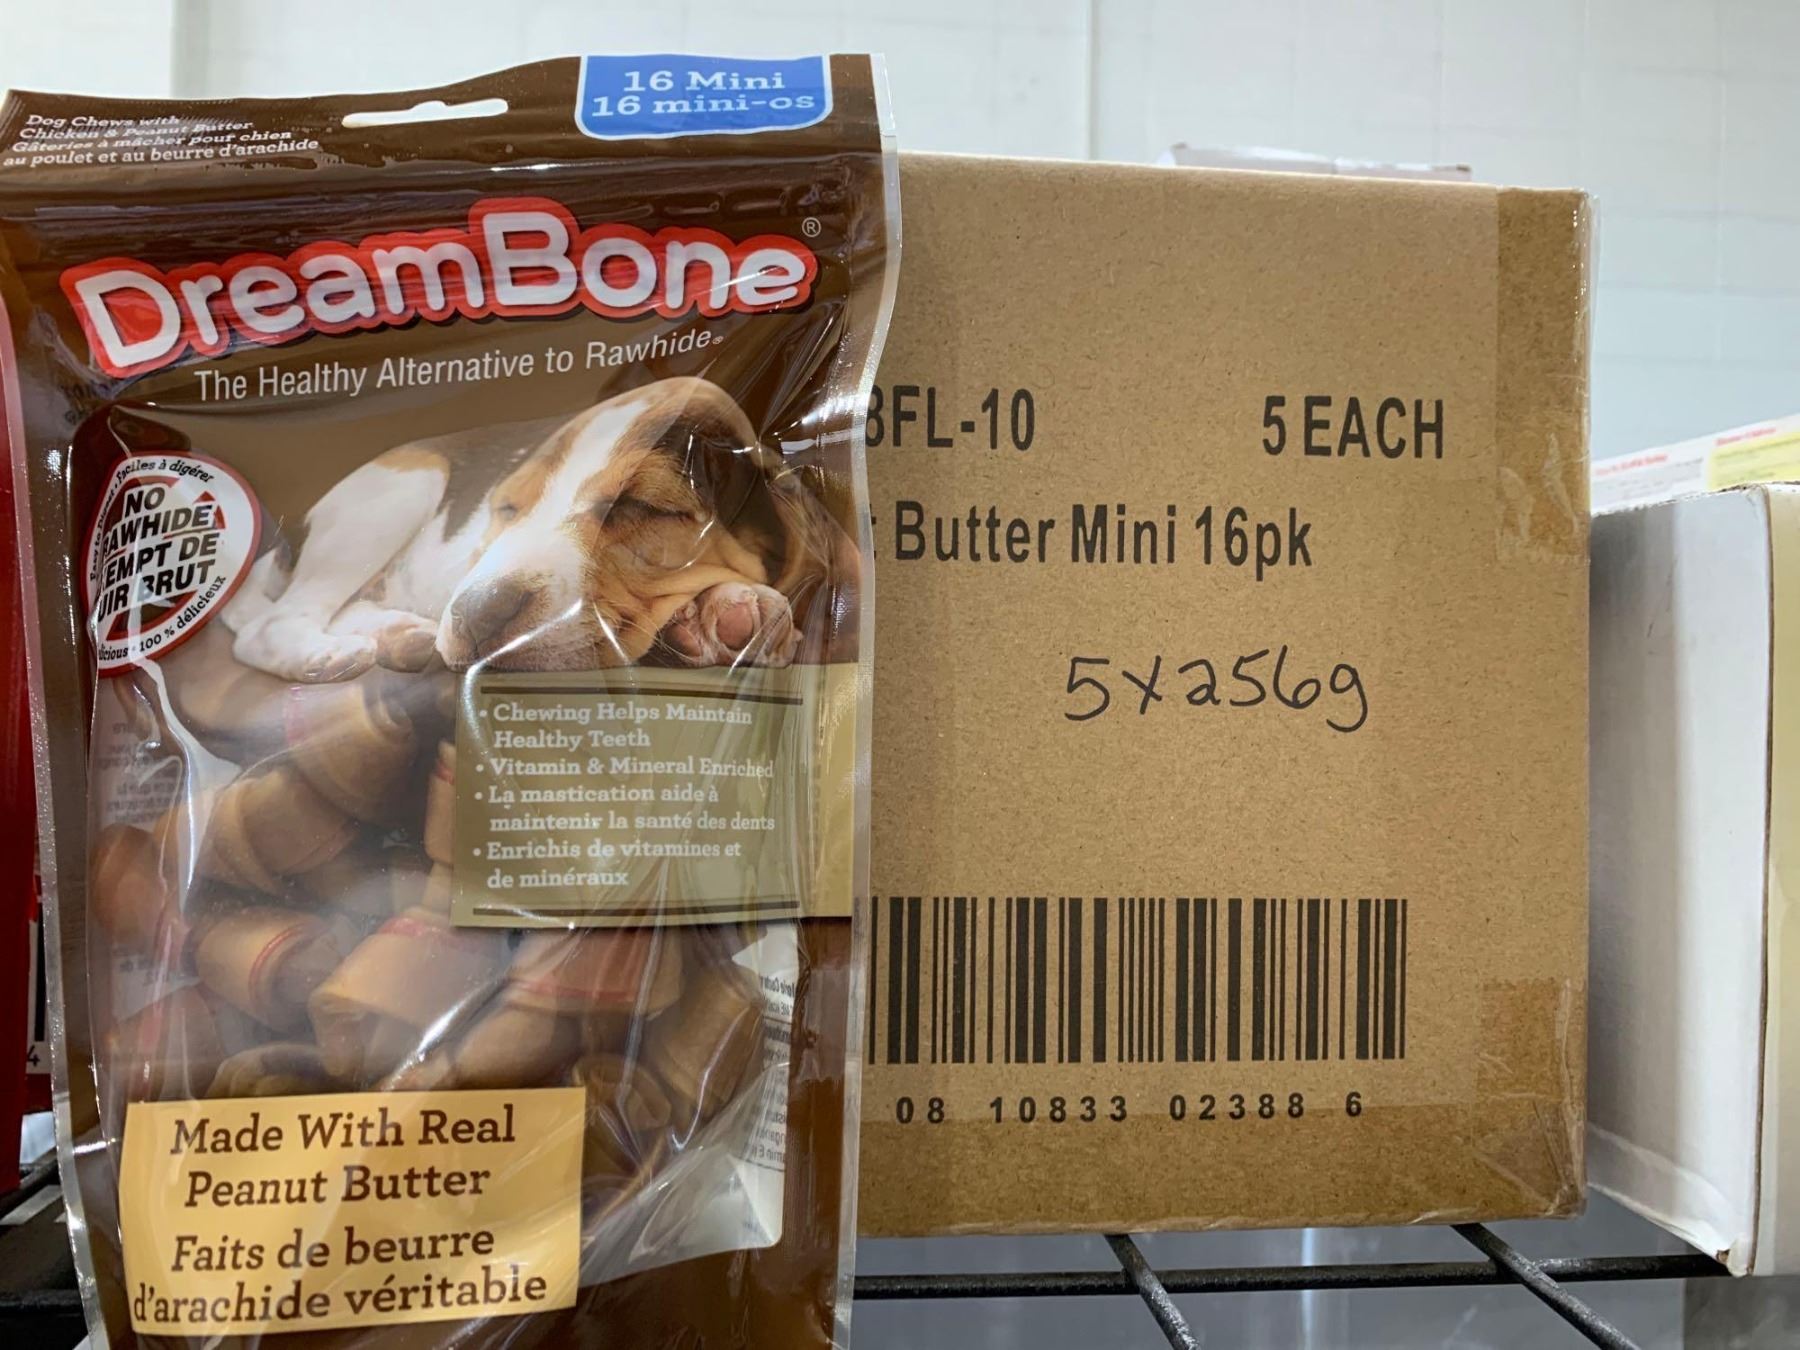 16 Mini
16 mini-os
Dog Chews with
Chicken & Peanut Butter
Gâteries à mâcher pour chien
au poulet et au beurre d'arachide
DreamBone®
The Healthy Alternative to Rawhide®
faciles à digérer
NO
RAWHIDE
EXEMPT DE
CUIR BRUT
100 % délicieux
• Chewing Helps Maintain
Healthy Teeth
• Vitamin & Mineral Enriched
• La mastication aide à
maintenir la santé des dents
• Enrichis de vitamines et
de minéraux
Made With Real
Peanut Butter
Faits de beurre
d'arachide véritable
BFL-10 5 EACH
Butter Mini 16pk
5x256g
08 10833 02388 6
4